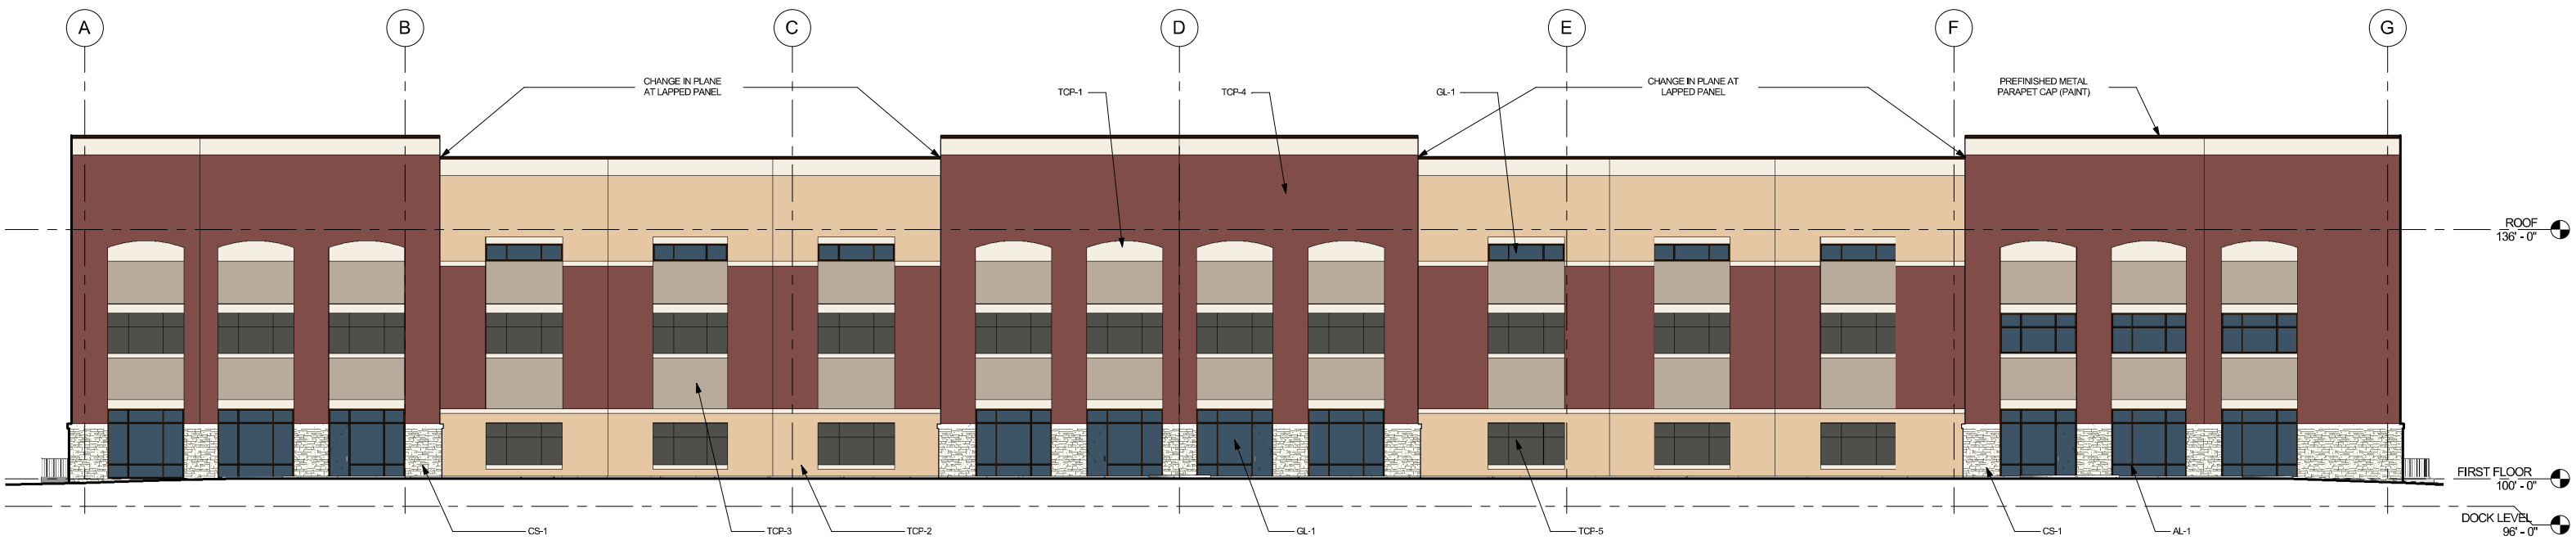 A
B
C
D
E
F
G
CHANGE IN PLANE
AT LAPPED PANEL
TCP-1
TCP-4
GL-1
CHANGE IN PLANE AT
LAPPED PANEL
PREFINISHED METAL
PARAPET CAP (PAINT)
ROOF
136' - 0"
FIRST FLOOR
100' - 0"
DOCK LEVEL
96' - 0"
CS-1
TCP-3
TCP-2
GL-1
TCP-5
CS-1
AL-1